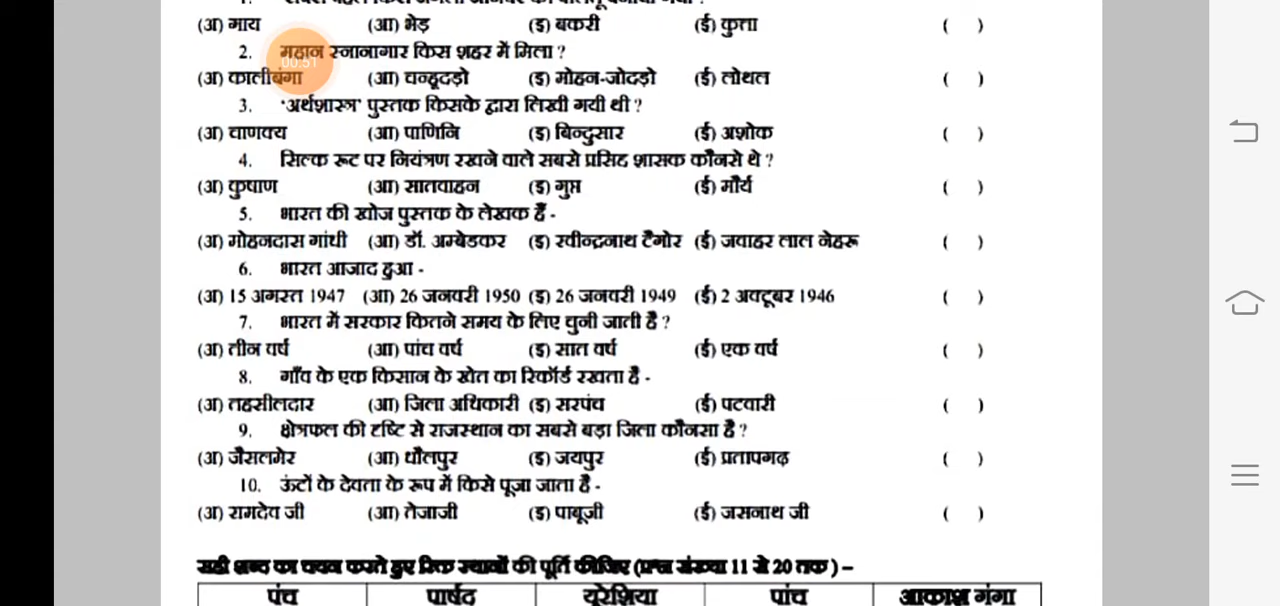 (अ) गाय (आ) भेड़ (इ) बकरी (ई) कुत्ता ( )
2. महान स्नानागार किस शहर में मिला ?
00:51
(अ) कालीबंगा (आ) चन्हूदड़ो (इ) मोहन-जोदड़ो (ई) लोथल ( )
3. 'अर्थशास्त्र' पुस्तक किसके द्वारा लिखी गयी थी ?
(अ) चाणक्य (आ) पाणिनि (इ) बिन्दुसार (ई) अशोक ( )
4. सिल्क रूट पर नियंत्रण रखने वाले सबसे प्रसिद्ध शासक कौनसे थे ?
(अ) कुषाण (आ) सातवाहन (इ) गुप्त (ई) मौर्य ( )
5. भारत की खोज पुस्तक के लेखक हैं -
(अ) मोहनदास गांधी (आ) डॉ. अम्बेडकर (इ) रवीन्द्रनाथ टैगोर (ई) जवाहर लाल नेहरू ( )
6. भारत आजाद हुआ -
(अ) 15 अगस्त 1947 (आ) 26 जनवरी 1950 (इ) 26 जनवरी 1949 (ई) 2 अक्टूबर 1946 ( )
7. भारत में सरकार कितने समय के लिए चुनी जाती है ?
(अ) तीन वर्ष (आ) पांच वर्ष (इ) सात वर्ष (ई) एक वर्ष ( )
8. गाँव के एक किसान के खेत का रिकॉर्ड रखता है -
(अ) तहसीलदार (आ) जिला अधिकारी (इ) सरपंच (ई) पटवारी ( )
9. क्षेत्रफल की दृष्टि से राजस्थान का सबसे बड़ा जिला कौनसा है ?
(अ) जैसलमेर (आ) धौलपुर (इ) जयपुर (ई) प्रतापगढ़ ( )
10. ऊंटों के देवता के रूप में किसे पूजा जाता है -
(अ) रामदेव जी (आ) तेजाजी (इ) पाबूजी (ई) जसनाथ जी ( )
सही शब्द का चयन करते हुए रिक्त स्थानों की पूर्ति कीजिए (प्रश्न संख्या 11 से 20 तक ) –
पंच पार्षद यूरेशिया पांच आकाश गंगा